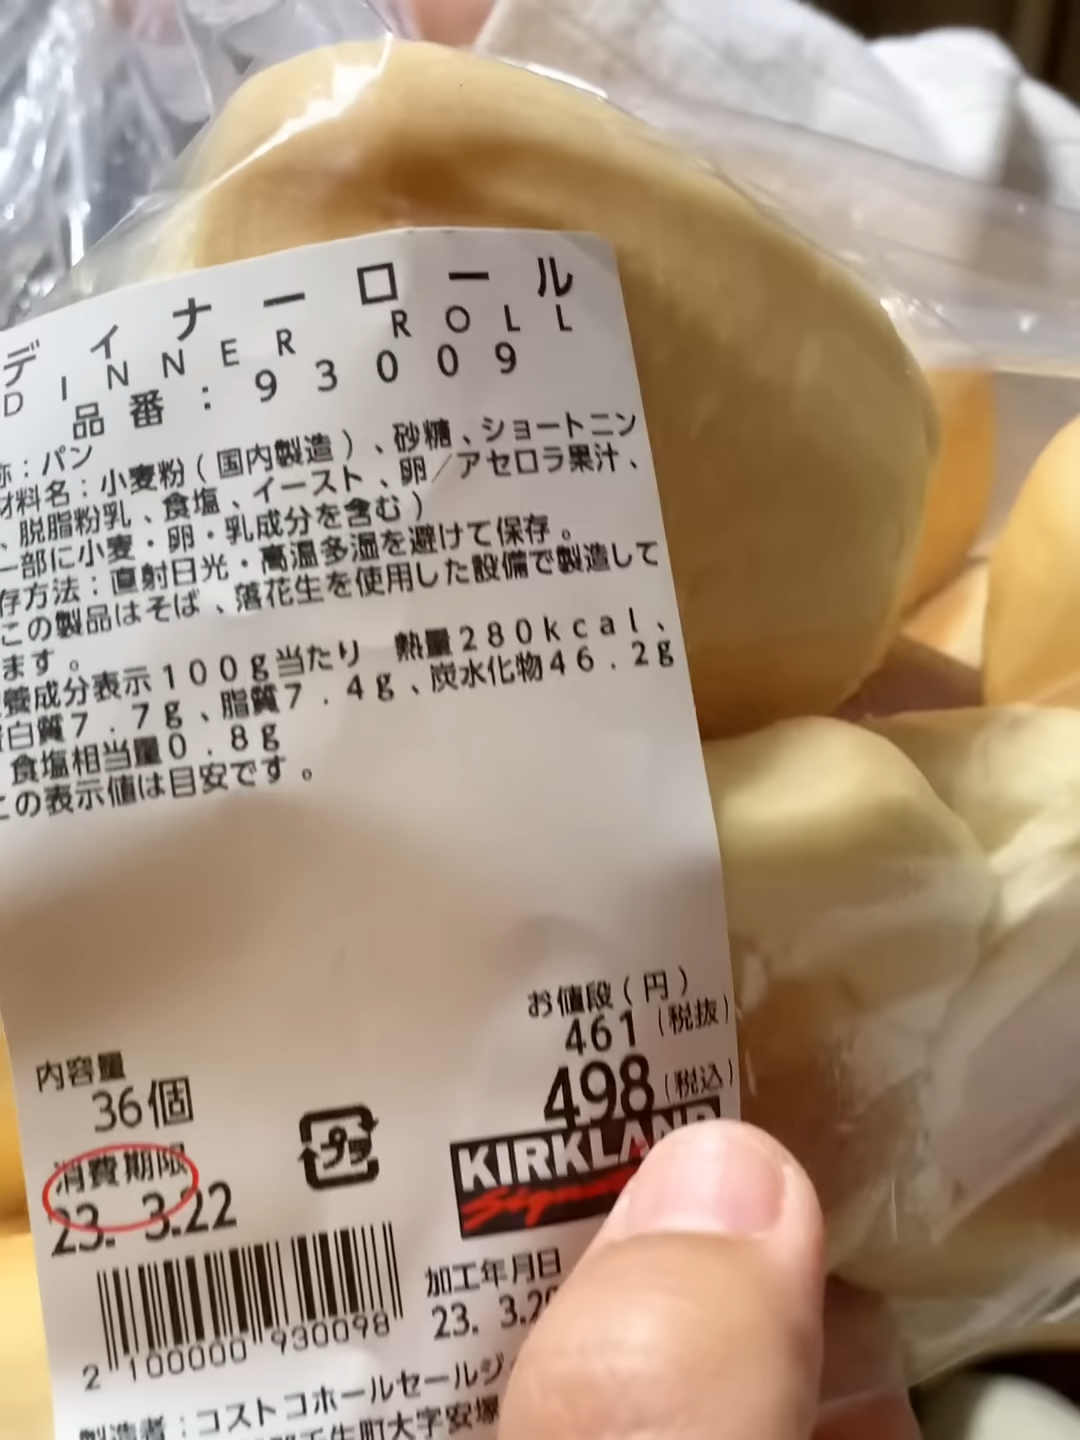 ディナーロール
DINNER ROLL
品番：93009
称：パン
材料名：小麦粉（国内製造）、砂糖、ショートニン
、脱脂粉乳、食塩、イースト、卵／アセロラ果汁、
一部に小麦・卵・乳成分を含む）
存方法：直射日光・高温多湿を避けて保存。
この製品はそば、落花生を使用した設備で製造して
ます。
養成分表示100g当たり 熱量280kcal、
白質7.7g、脂質7.4g、炭水化物46.2g
食塩相当量0.8g
この表示値は目安です。
お値段（円）
461（税抜）
498（税込）
内容量
36個
プラ
KIRKLAND
消費期限
23. 3.22
加工年月日
23. 3.20
2 100000 930098
製造者：コストコホールセールジ
壬生町大字安塚